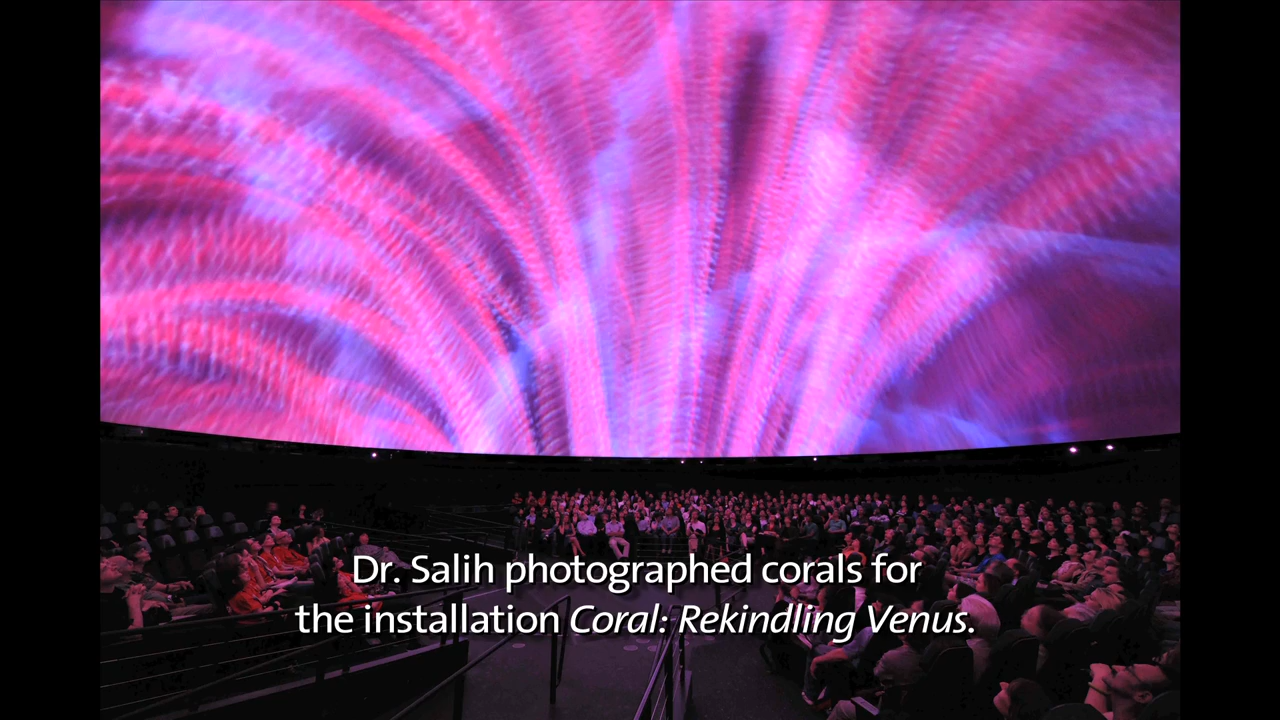 Dr. Salih photographed corals for
the installation Coral: Rekindling Venus.